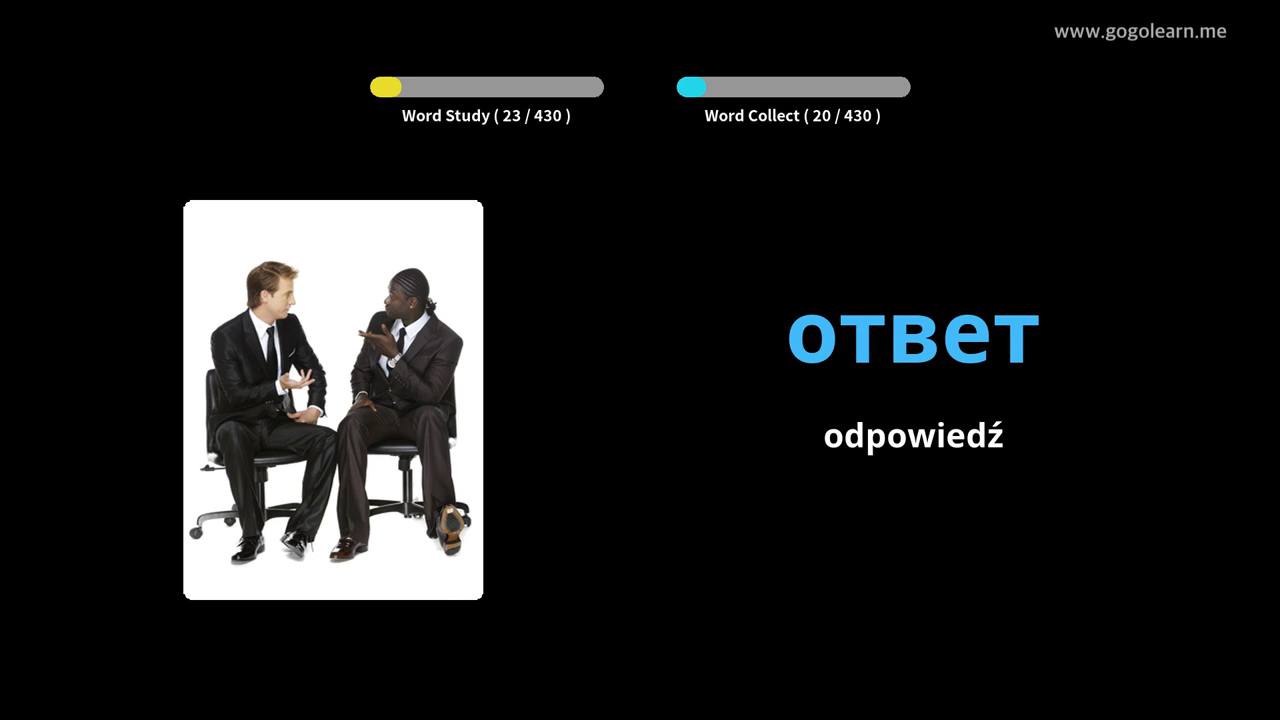 www.gogolearn.me
Word Study ( 23 / 430 )
Word Collect ( 20 / 430 )
ответ
odpowiedź